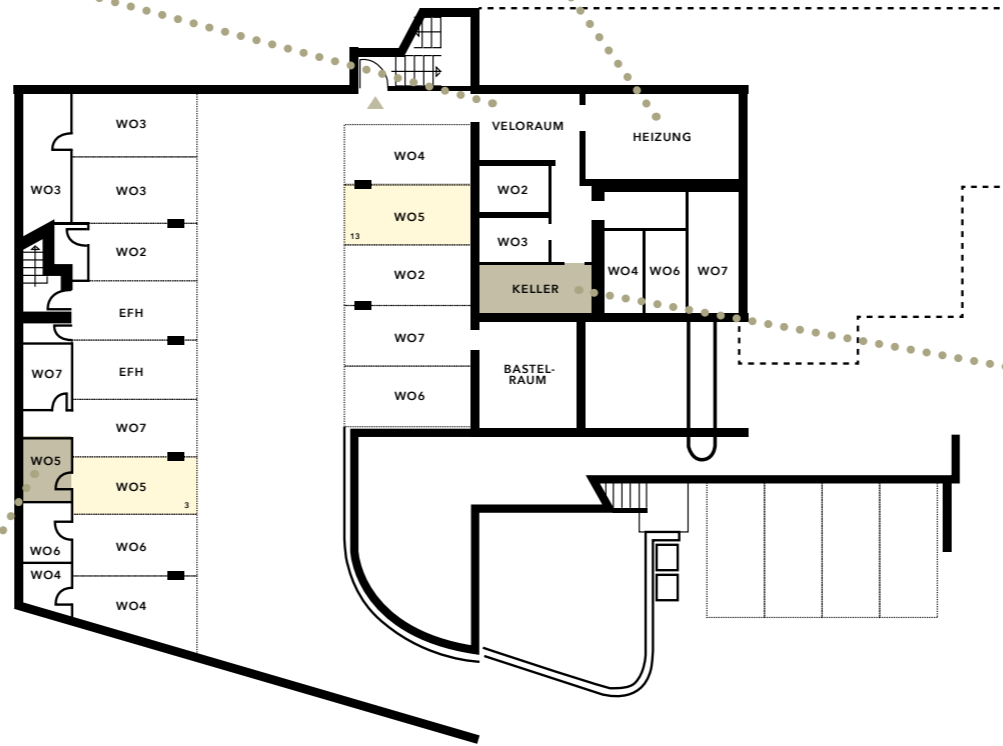 WO3
WO3
WO3
WO2
EFH
EFH
WO7
WO7
WO5
WO5
3
WO6
WO6
WO4
WO4
WO4
WO5
13
WO2
WO7
WO6
VELORAUM
HEIZUNG
WO2
WO3
KELLER
WO4
WO6
WO7
BASTEL-
RAUM